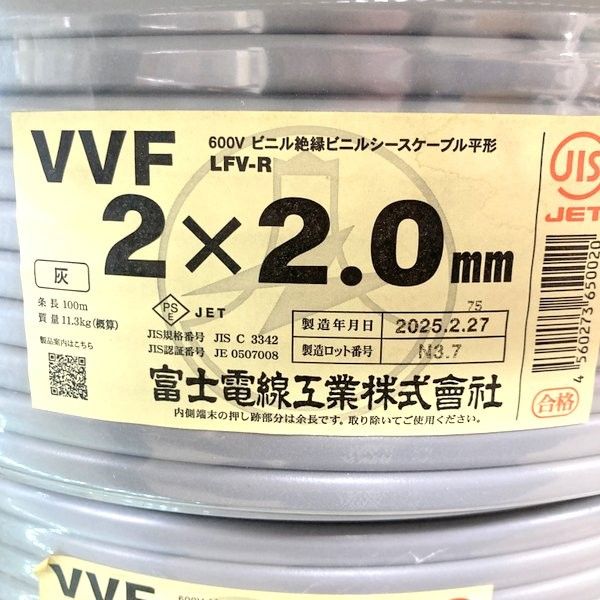 VVF
600V ビニル絶縁ビニルシースケーブル平形
LFV-R
2×2.0mm
JIS
JET
灰
条長 100m
質量 11.3kg(概算)
製品案内はこちら
PS
E
JET
JIS規格番号 JIS C 3342
JIS認証番号 JE 0507008
75
製造年月日 2025.2.27
製造ロット番号 N3.7
4560273650020
富士電線工業株式會社
合格
内側端末の押し跡部分は余長です。取り除いてご使用ください。
VVF